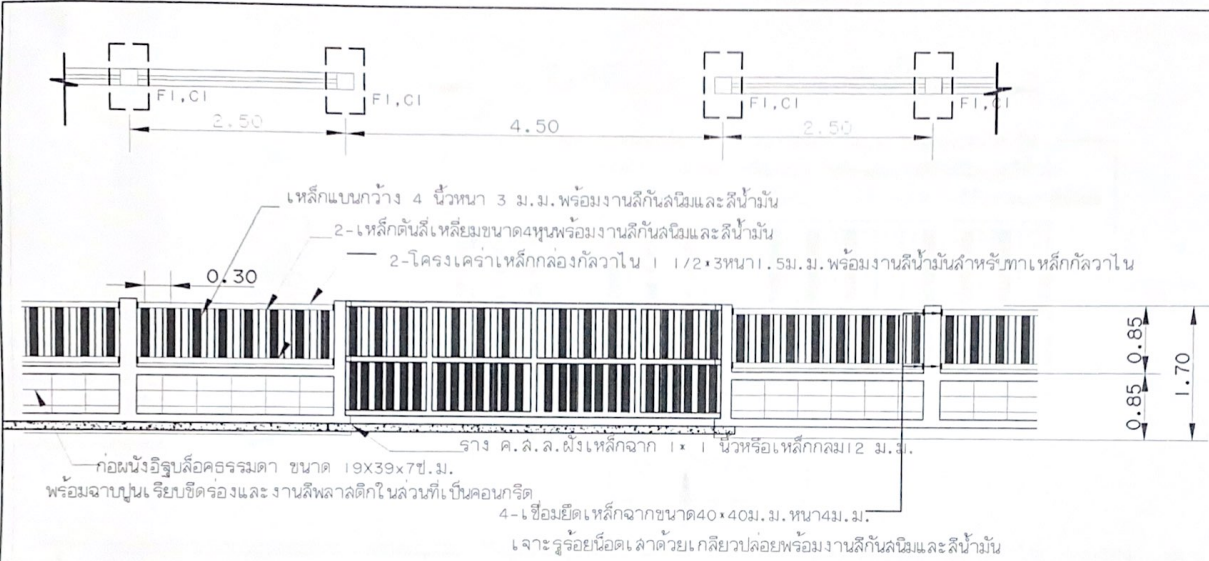 F1,C1
F1,C1
F1,C1
F1,C1
2.50
4.50
2.50
เหล็กแบนกว้าง 4 นิ้วหนา 3 ม.ม.พร้อมงานสีกันสนิมและสีน้ำมัน
2-เหล็กตันสี่เหลี่ยมขนาด4หุนพร้อมงานสีกันสนิมและสีน้ำมัน
2-โครงเคร่าเหล็กกล่องกัลวาไน 1 1/2×3หนา1.5ม.ม.พร้อมงานสีน้ำมันสำหรับทาเหล็กกัลวาไน
0.30
0.85
0.85
1.70
ราง ค.ส.ล.ฝังเหล็กฉาก 1× 1 นิ้วหรือเหล็กกลม12 ม.ม.
ก่อผนังอิฐบล็อคธรรมดา ขนาด 19X39x7ซ.ม.
พร้อมฉาบปูนเรียบขีดร่องและงานสีพลาสติกในส่วนที่เป็นคอนกรีต
4-เชื่อมยึดเหล็กฉากขนาด40×40ม.ม.หนา4ม.ม.
เจาะรูร้อยน็อตเสาด้วยเกลียวปล่อยพร้อมงานสีกันสนิมและสีน้ำมัน